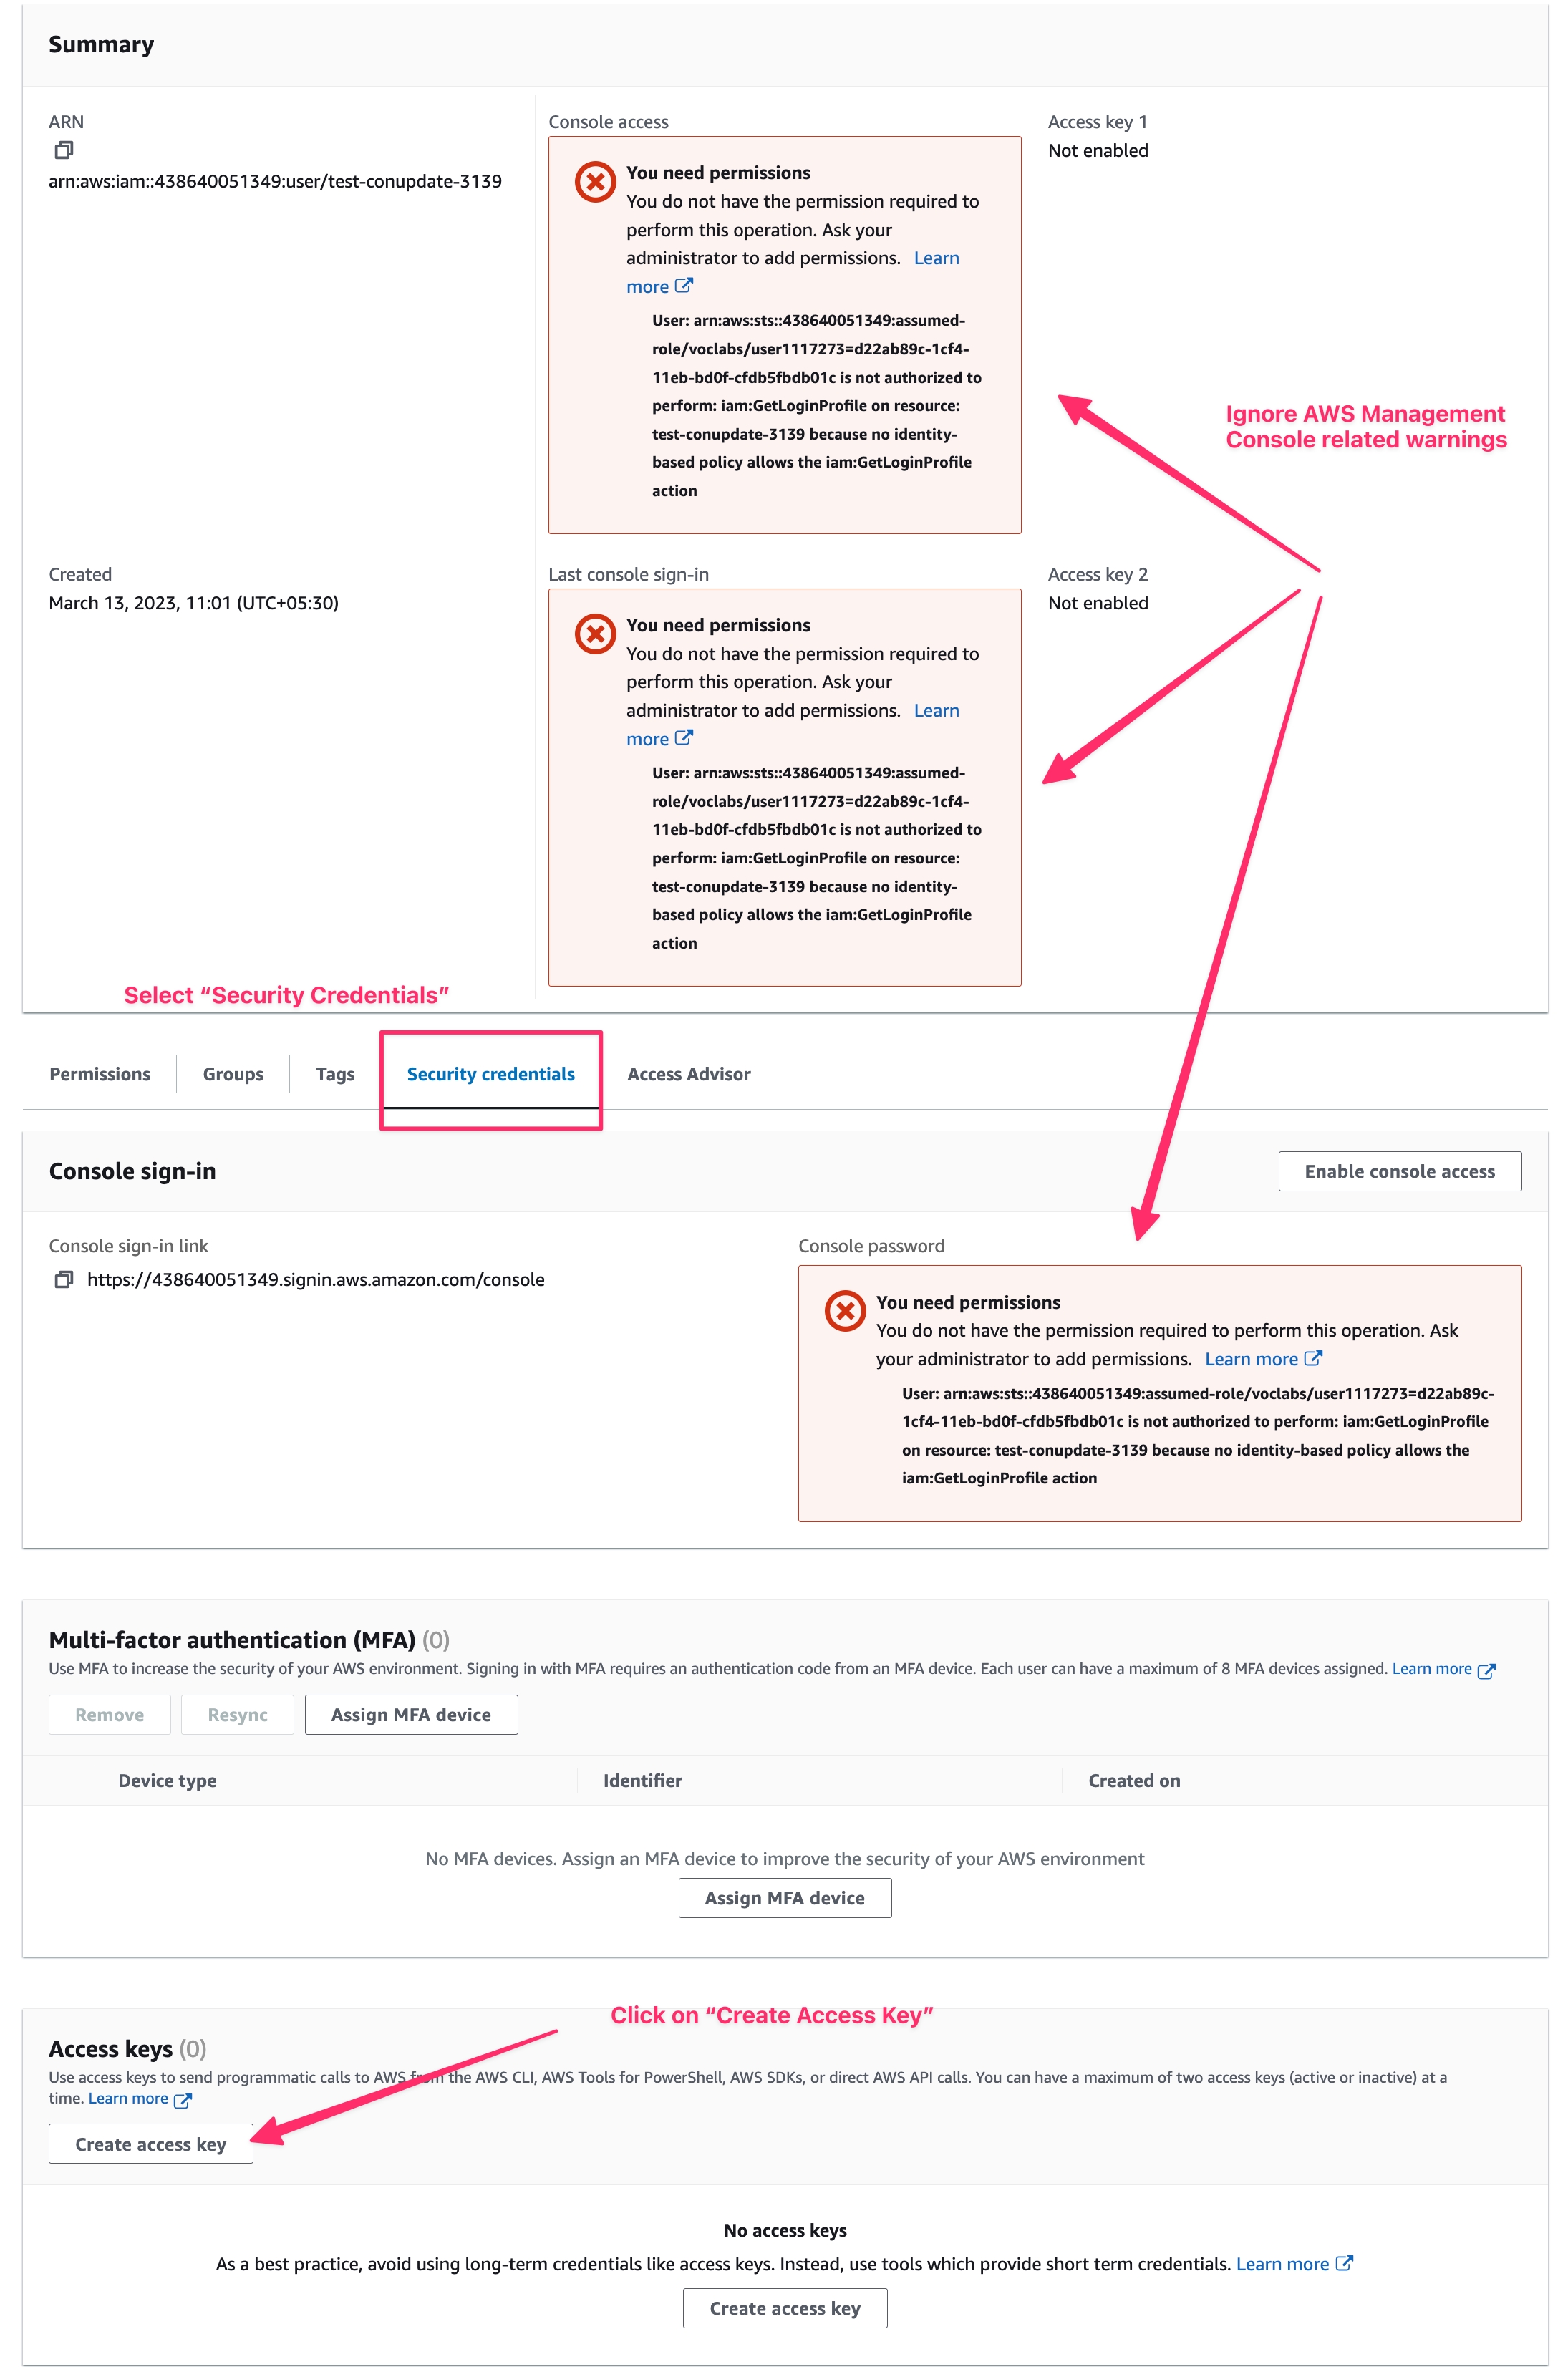 Summary
ARN
arn:aws:iam::438640051349:user/test-conupdate-3139
Console access
You need permissions
You do not have the permission required to
perform this operation. Ask your
administrator to add permissions. Learn
more
User: arn:aws:sts::438640051349:assumed-
role/voclabs/user1117273=d22ab89c-1cf4-
11eb-bd0f-cfdb5fbdb01c is not authorized to
perform: iam:GetLoginProfile on resource:
test-conupdate-3139 because no identity-
based policy allows the iam:GetLoginProfile
action
Access key 1
Not enabled
Ignore AWS Management
Console related warnings
Created
March 13, 2023, 11:01 (UTC+05:30)
Last console sign-in
You need permissions
You do not have the permission required to
perform this operation. Ask your
administrator to add permissions. Learn
more
User: arn:aws:sts::438640051349:assumed-
role/voclabs/user1117273=d22ab89c-1cf4-
11eb-bd0f-cfdb5fbdb01c is not authorized to
perform: iam:GetLoginProfile on resource:
test-conupdate-3139 because no identity-
based policy allows the iam:GetLoginProfile
action
Access key 2
Not enabled
Select “Security Credentials”
Permissions
Groups
Tags
Security credentials
Access Advisor
Console sign-in
Enable console access
Console sign-in link
https://438640051349.signin.aws.amazon.com/console
Console password
You need permissions
You do not have the permission required to perform this operation. Ask
your administrator to add permissions. Learn more
User: arn:aws:sts::438640051349:assumed-role/voclabs/user1117273=d22ab89c-
1cf4-11eb-bd0f-cfdb5fbdb01c is not authorized to perform: iam:GetLoginProfile
on resource: test-conupdate-3139 because no identity-based policy allows the
iam:GetLoginProfile action
Multi-factor authentication (MFA) (0)
Use MFA to increase the security of your AWS environment. Signing in with MFA requires an authentication code from an MFA device. Each user can have a maximum of 8 MFA devices assigned. Learn more
Remove
Resync
Assign MFA device
Device type
Identifier
Created on
No MFA devices. Assign an MFA device to improve the security of your AWS environment
Assign MFA device
Click on “Create Access Key”
Access keys (0)
Use access keys to send programmatic calls to AWS from the AWS CLI, AWS Tools for PowerShell, AWS SDKs, or direct AWS API calls. You can have a maximum of two access keys (active or inactive) at a
time. Learn more
Create access key
No access keys
As a best practice, avoid using long-term credentials like access keys. Instead, use tools which provide short term credentials. Learn more
Create access key